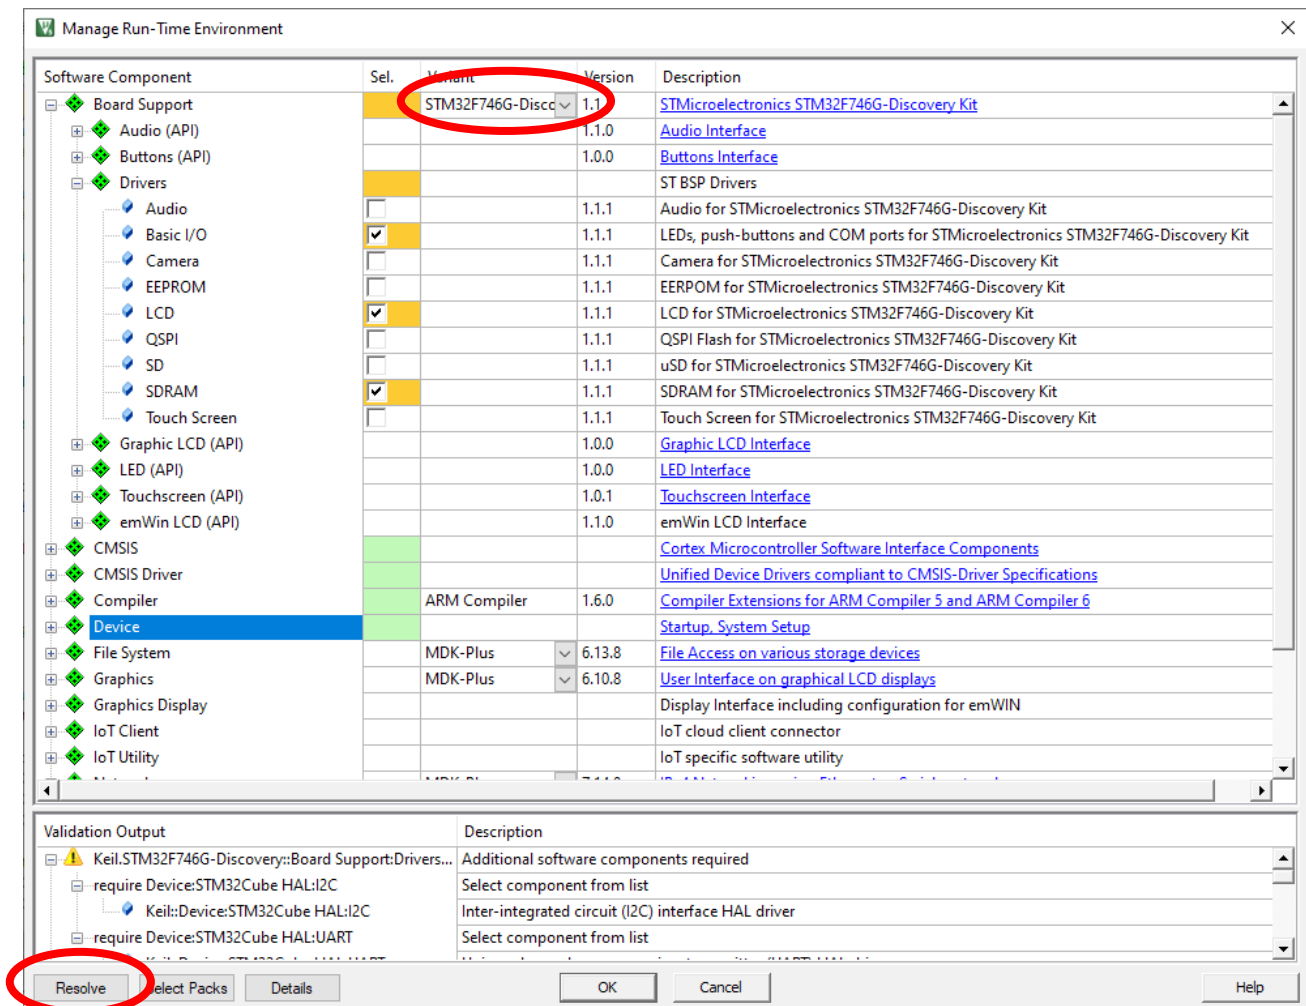 Manage Run-Time Environment
Software Component Sel. Variant Version Description
Board Support STM32F746G-Disco 1.1 STMicroelectronics STM32F746G-Discovery Kit
Audio (API) 1.1.0 Audio Interface
Buttons (API) 1.0.0 Buttons Interface
Drivers ST BSP Drivers
Audio 1.1.1 Audio for STMicroelectronics STM32F746G-Discovery Kit
Basic I/O 1.1.1 LEDs, push-buttons and COM ports for STMicroelectronics STM32F746G-Discovery Kit
Camera 1.1.1 Camera for STMicroelectronics STM32F746G-Discovery Kit
EEPROM 1.1.1 EERPOM for STMicroelectronics STM32F746G-Discovery Kit
LCD 1.1.1 LCD for STMicroelectronics STM32F746G-Discovery Kit
QSPI 1.1.1 QSPI Flash for STMicroelectronics STM32F746G-Discovery Kit
SD 1.1.1 uSD for STMicroelectronics STM32F746G-Discovery Kit
SDRAM 1.1.1 SDRAM for STMicroelectronics STM32F746G-Discovery Kit
Touch Screen 1.1.1 Touch Screen for STMicroelectronics STM32F746G-Discovery Kit
Graphic LCD (API) 1.0.0 Graphic LCD Interface
LED (API) 1.0.0 LED Interface
Touchscreen (API) 1.0.1 Touchscreen Interface
emWin LCD (API) 1.1.0 emWin LCD Interface
CMSIS Cortex Microcontroller Software Interface Components
CMSIS Driver Unified Device Drivers compliant to CMSIS-Driver Specifications
Compiler ARM Compiler 1.6.0 Compiler Extensions for ARM Compiler 5 and ARM Compiler 6
Device Startup, System Setup
File System MDK-Plus 6.13.8 File Access on various storage devices
Graphics MDK-Plus 6.10.8 User Interface on graphical LCD displays
Graphics Display Display Interface including configuration for emWIN
IoT Client IoT cloud client connector
IoT Utility IoT specific software utility
Validation Output Description
Keil.STM32F746G-Discovery::Board Support:Drivers... Additional software components required
require Device:STM32Cube HAL:I2C Select component from list
Keil::Device:STM32Cube HAL:I2C Inter-integrated circuit (I2C) interface HAL driver
require Device:STM32Cube HAL:UART Select component from list
Resolve Select Packs Details OK Cancel Help